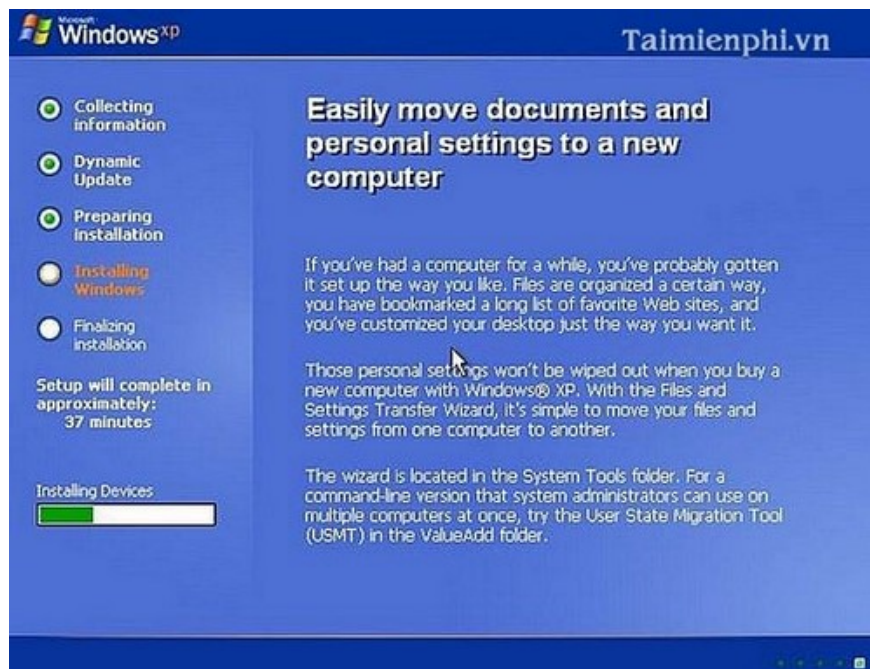 Microsoft
Windows xp
Taimienphi.vn
Collecting
information
Dynamic
Update
Preparing
installation
Installing
Windows
Finalizing
installation
Setup will complete in
approximately:
37 minutes
Installing Devices
Easily move documents and
personal settings to a new
computer
If you've had a computer for a while, you've probably gotten
it set up the way you like. Files are organized a certain way,
you have bookmarked a long list of favorite Web sites, and
you've customized your desktop just the way you want it.
Those personal settings won't be wiped out when you buy a
new computer with Windows® XP. With the Files and
Settings Transfer Wizard, it's simple to move your files and
settings from one computer to another.
The wizard is located in the System Tools folder. For a
command-line version that system administrators can use on
multiple computers at once, try the User State Migration Tool
(USMT) in the ValueAdd folder.